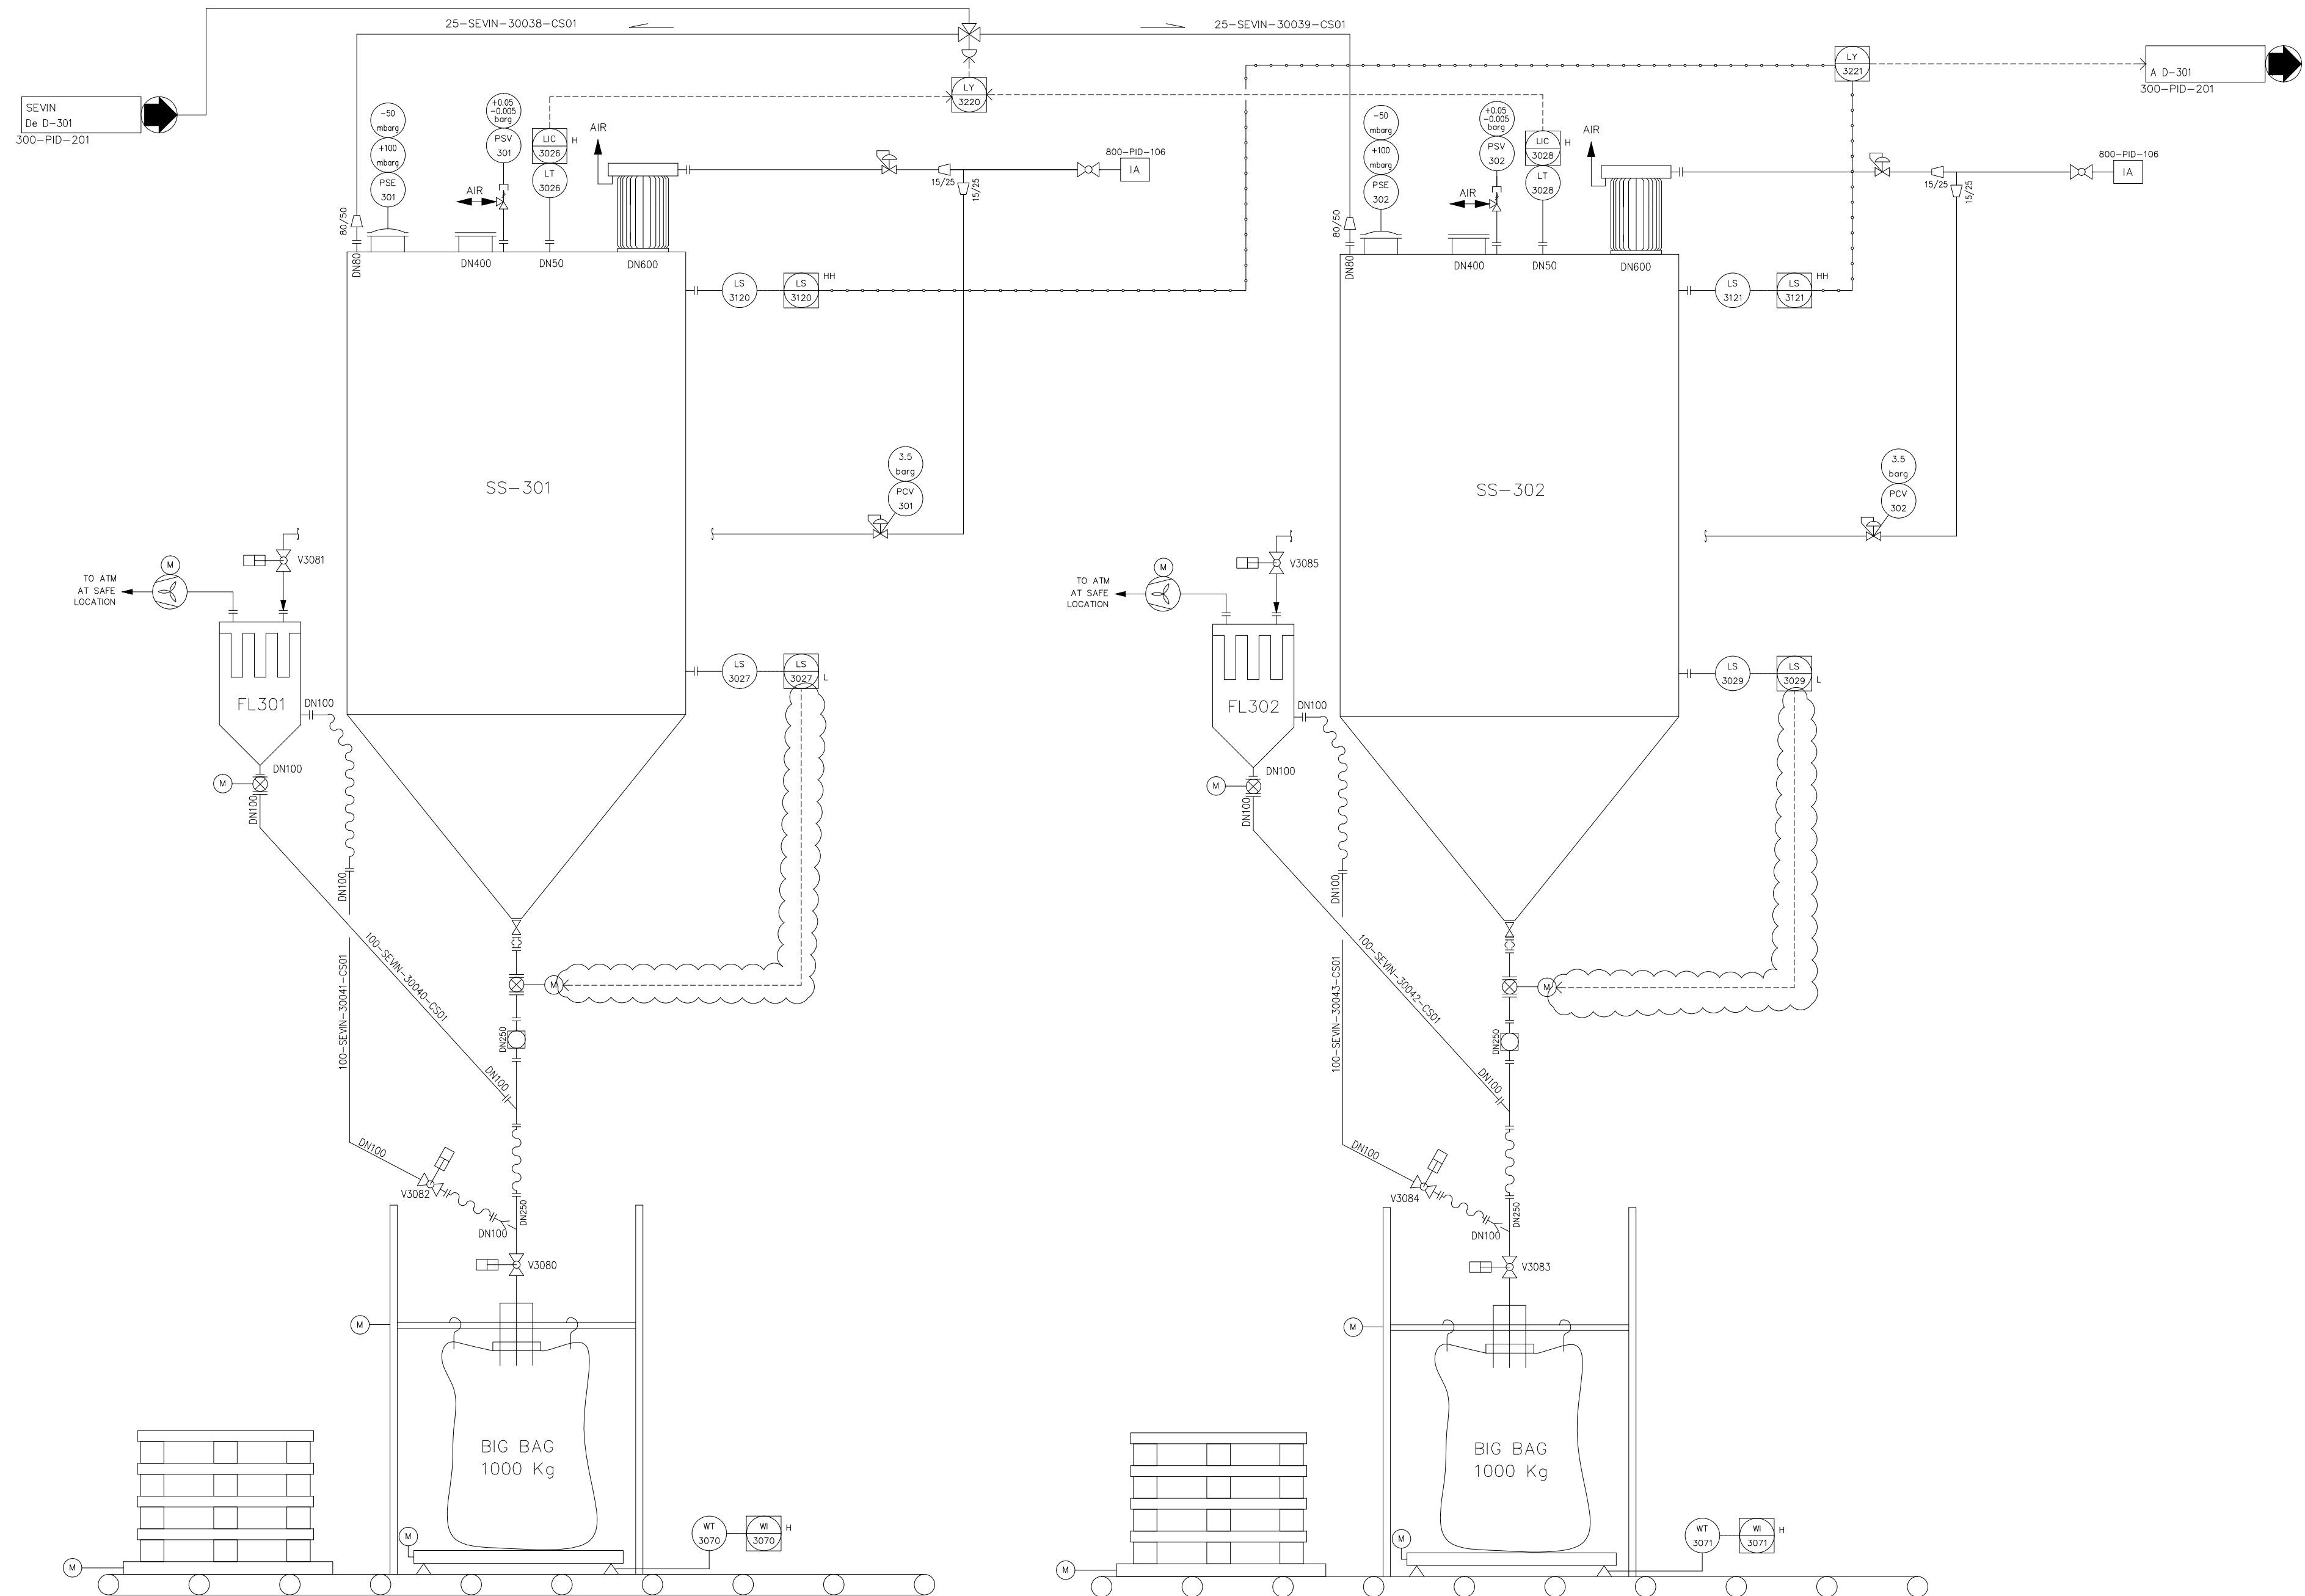 25-SEVIN-30038-CS01
25-SEVIN-30039-CS01
SEVIN
De D-301
300-PID-201
LY
3220
LY
3221
A D-301
300-PID-201
-50
mbarg
+100
mbarg
PSE
301
+0.05
-0.005
barg
PSV
301
AIR
LIC
3026
H
LT
3026
AIR
80/50
DN80
DN400
DN50
DN600
15/25
15/25
800-PID-106
IA
LS
3120
LS
3120
HH
SS-301
3.5
barg
PCV
301
V3081
M
TO ATM
AT SAFE
LOCATION
FL301
DN100
DN100
M
DN100
DN100
LS
3027
LS
3027
L
100-SEVIN-30040-CS01
100-SEVIN-30041-CS01
M
DN250
DN100
DN100
V3082
DN250
DN100
V3080
M
BIG BAG
1000 Kg
M
M
WT
3070
WI
3070
H
-50
mbarg
+100
mbarg
PSE
302
+0.05
-0.005
barg
PSV
302
AIR
LIC
3028
H
LT
3028
AIR
80/50
DN80
DN400
DN50
DN600
15/25
15/25
800-PID-106
IA
LS
3121
LS
3121
HH
SS-302
3.5
barg
PCV
302
V3085
M
TO ATM
AT SAFE
LOCATION
FL302
DN100
DN100
M
DN100
DN100
LS
3029
LS
3029
L
100-SEVIN-30042-CS01
100-SEVIN-30043-CS01
M
DN250
DN100
DN100
V3084
DN250
DN100
V3083
M
BIG BAG
1000 Kg
M
M
WT
3071
WI
3071
H